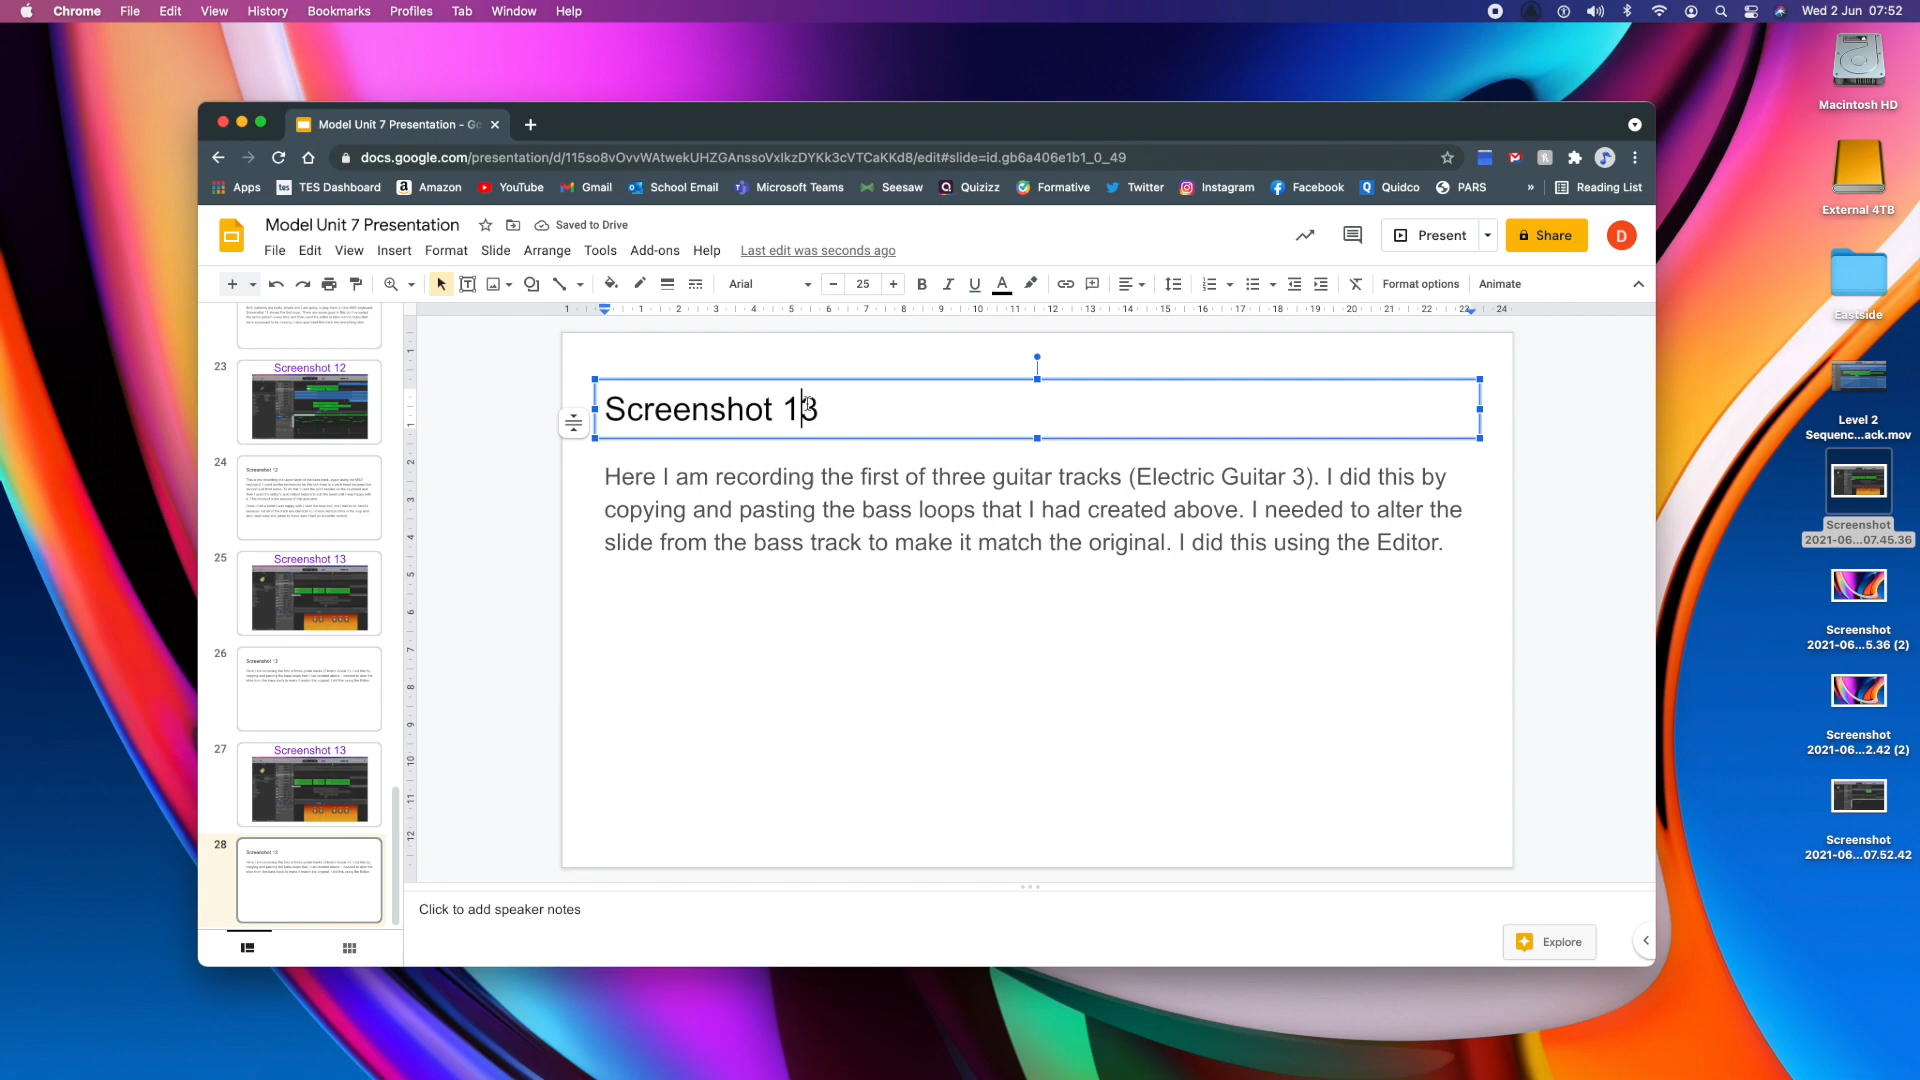 Chrome File Edit View History Bookmarks Profiles Tab Window Help Wed 2 Jun 07:52
Model Unit 7 Presentation - Go
docs.google.com/presentation/d/115so8vOvvWAtwekUHZGAnssoVxIkzDYKk3cVTCaKKd8/edit#slide=id.gb6a406e1b1_0_49
Apps TES Dashboard Amazon YouTube Gmail School Email Microsoft Teams Seesaw Quizizz Formative Twitter Instagram Facebook Quidco PARS » Reading List
Model Unit 7 Presentation Saved to Drive
File Edit View Insert Format Slide Arrange Tools Add-ons Help Last edit was seconds ago
Present Share D
Arial 25 Format options Animate
23 Screenshot 12
24 Screenshot 12
25 Screenshot 13
26 Screenshot 13
27 Screenshot 13
28 Screenshot 13
Screenshot 13
Here I am recording the first of three guitar tracks (Electric Guitar 3). I did this by
copying and pasting the bass loops that I had created above. I needed to alter the
slide from the bass track to make it match the original. I did this using the Editor.
Click to add speaker notes
Explore
Macintosh HD
External 4TB
Eastside
Level 2
Sequenc...ack.mov
Screenshot
2021-06...07.45.36
Screenshot
2021-06...5.36 (2)
Screenshot
2021-06...2.42 (2)
Screenshot
2021-06...07.52.42